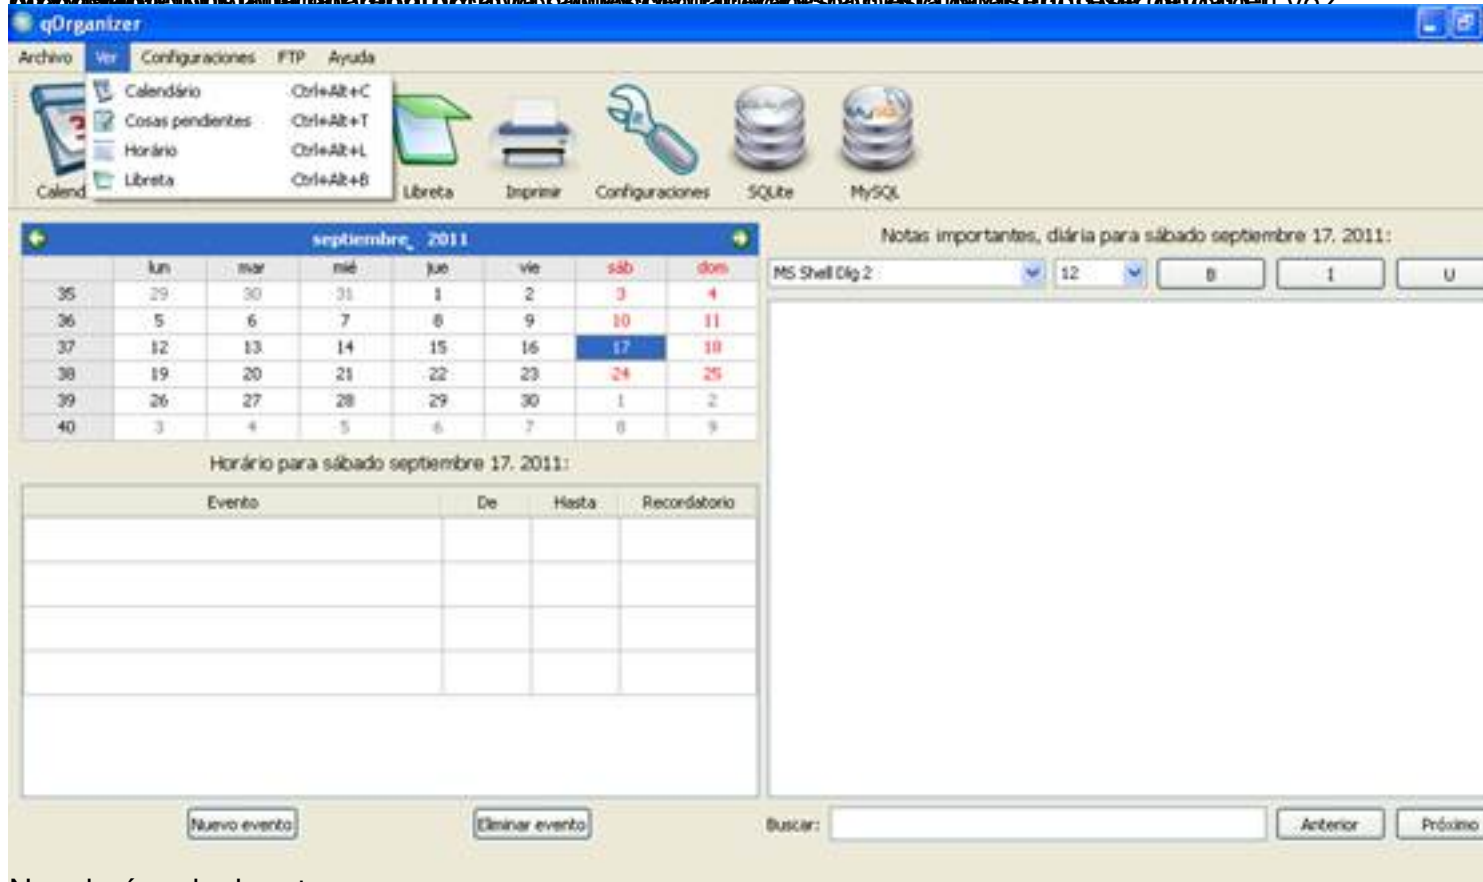 qOrganizer
Archivo Ver Configuraciones FTP Ayuda
Calendário Ctrl+Alt+C
Cosas pendientes Ctrl+Alt+T
Horário Ctrl+Alt+L
Libreta Ctrl+Alt+B
Calend Libreta Imprimir Configuraciones SQLite MySQL
septiembre, 2011
lun mar mié jue vie sáb dom
35 29 30 31 1 2 3 4
36 5 6 7 8 9 10 11
37 12 13 14 15 16 17 18
38 19 20 21 22 23 24 25
39 26 27 28 29 30 1 2
40 3 4 5 6 7 8 9
Horário para sábado septiembre 17. 2011:
Evento De Hasta Recordatorio
Nuevo evento Eliminar evento
Notas importantes, diária para sábado septiembre 17. 2011:
MS Shell Dlg 2 12 B I U
Buscar: Anterior Próximo